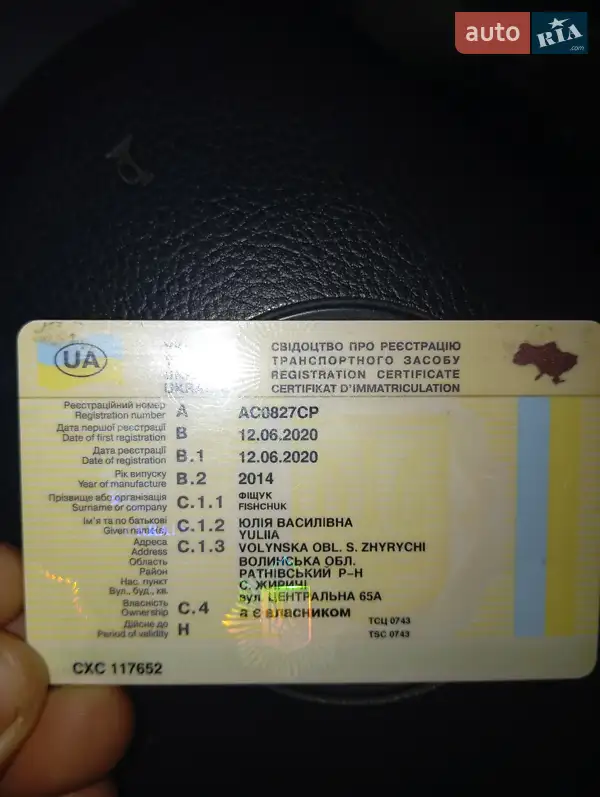 auto RIA .com
UA
СВІДОЦТВО ПРО РЕЄСТРАЦІЮ
ТРАНСПОРТНОГО ЗАСОБУ
REGISTRATION CERTIFICATE
CERTIFIKAT D'IMMATRICULATION
Реєстраційний номер
Registration number A AC0827CP
Дата першої реєстрації
Date of first registration B 12.06.2020
Дата реєстрації
Date of registration B.1 12.06.2020
Рік випуску
Year of manufacture B.2 2014
Прізвище або організація
Surname or company C.1.1 ФІЩУК
FISHCHUK
Ім'я та по батькові
Given names C.1.2 ЮЛІЯ ВАСИЛІВНА
YULIIA
Адреса
Address C.1.3 VOLYNSKA OBL. S. ZHYRYCHI
Область ВОЛИНСЬКА ОБЛ.
Район РАТНІВСЬКИЙ Р-Н
Нас. пункт С. ЖИРИЧІ
Вул., буд., кв. вул. ЦЕНТРАЛЬНА 65А
Власність
Ownership C.4 а є власником
Дійсне до
Period of validity H
ТСЦ 0743
TSC 0743
CXC 117652